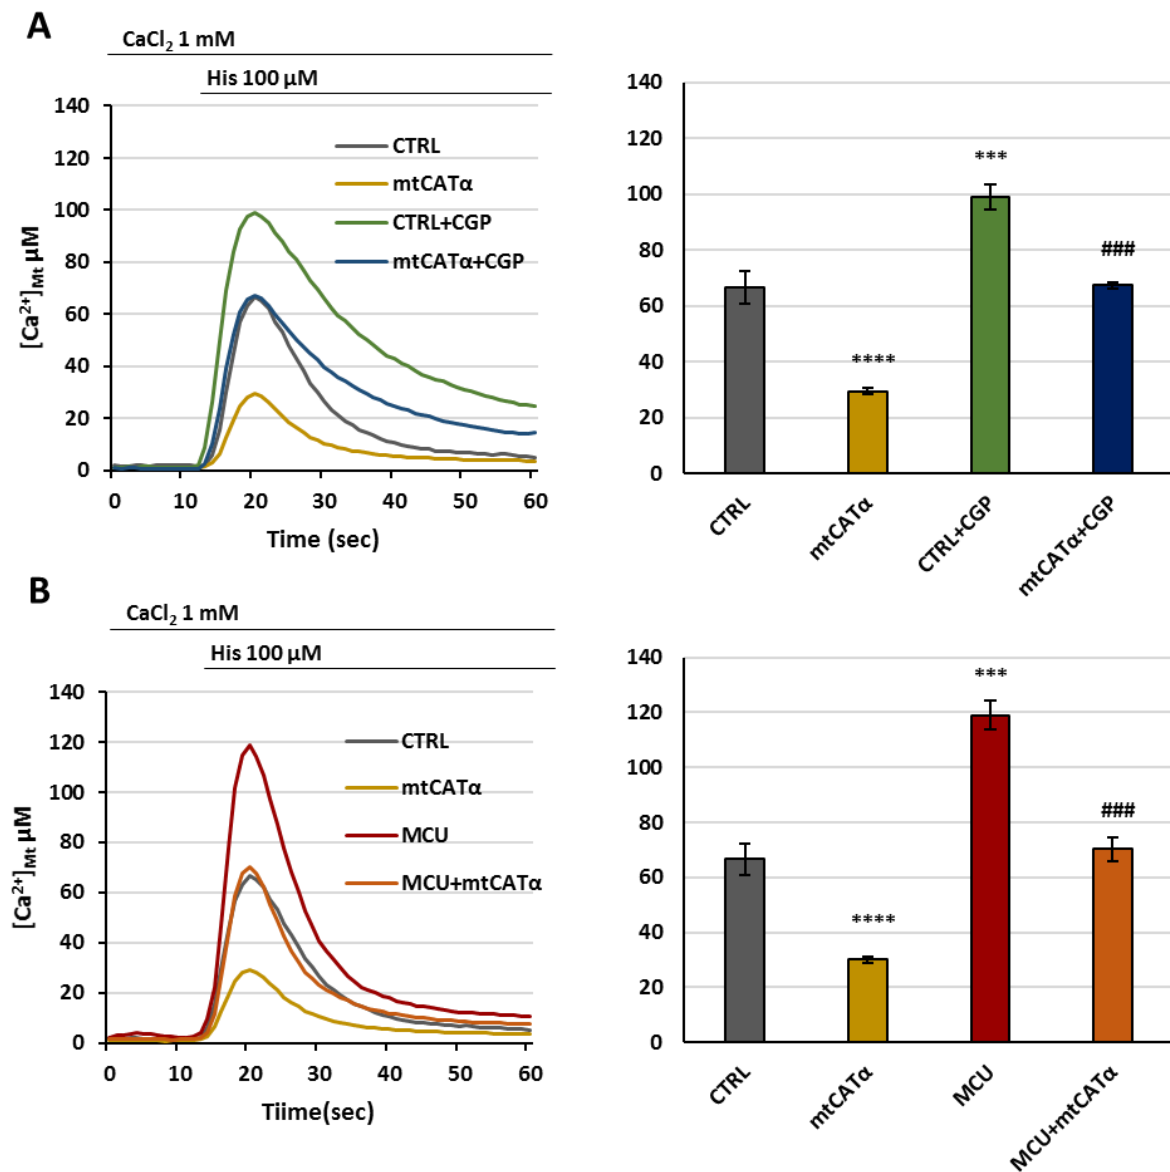 A
CaCl₂ 1 mM
His 100 µM
140
120
100
80
60
40
20
0
[Ca²⁺]Mt µM
CTRL
mtCATα
CTRL+CGP
mtCATα+CGP
0 10 20 30 40 50 60
Time (sec)
140
120
100
80
60
40
20
0
****
***
###
CTRL
mtCATα
CTRL+CGP
mtCATα+CGP
B
CaCl₂ 1 mM
His 100 µM
140
120
100
80
60
40
20
0
[Ca²⁺]Mt µM
CTRL
mtCATα
MCU
MCU+mtCATα
0 10 20 30 40 50 60
Tiime(sec)
140
120
100
80
60
40
20
0
****
***
###
CTRL
mtCATα
MCU
MCU+mtCATα